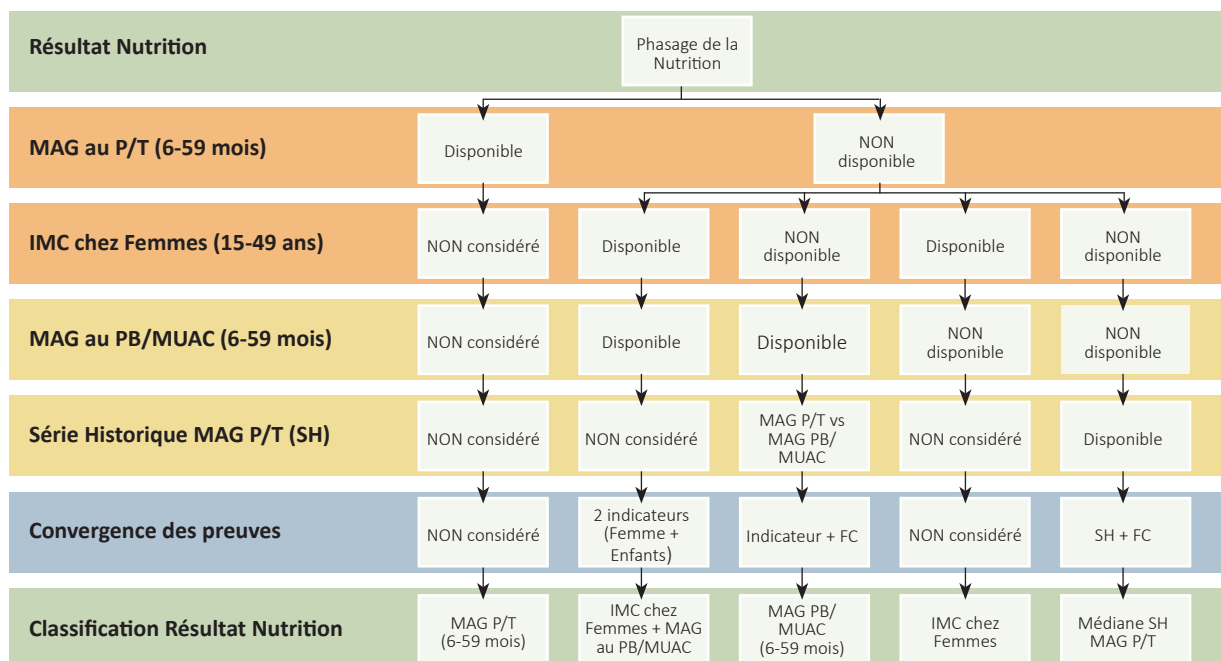 Résultat Nutrition
Phasage de la
Nutrition
MAG au P/T (6-59 mois)
Disponible
NON
disponible
IMC chez Femmes (15-49 ans)
NON considéré
Disponible
NON
disponible
Disponible
NON
disponible
MAG au PB/MUAC (6-59 mois)
NON considéré
Disponible
Disponible
NON
disponible
NON
disponible
Série Historique MAG P/T (SH)
NON considéré
NON considéré
MAG P/T vs
MAG PB/
MUAC
NON considéré
Disponible
Convergence des preuves
NON considéré
2 indicateurs
(Femme +
Enfants)
Indicateur + FC
NON considéré
SH + FC
Classification Résultat Nutrition
MAG P/T
(6-59 mois)
IMC chez
Femmes + MAG
au PB/MUAC
MAG PB/
MUAC
(6-59 mois)
IMC chez
Femmes
Médiane SH
MAG P/T